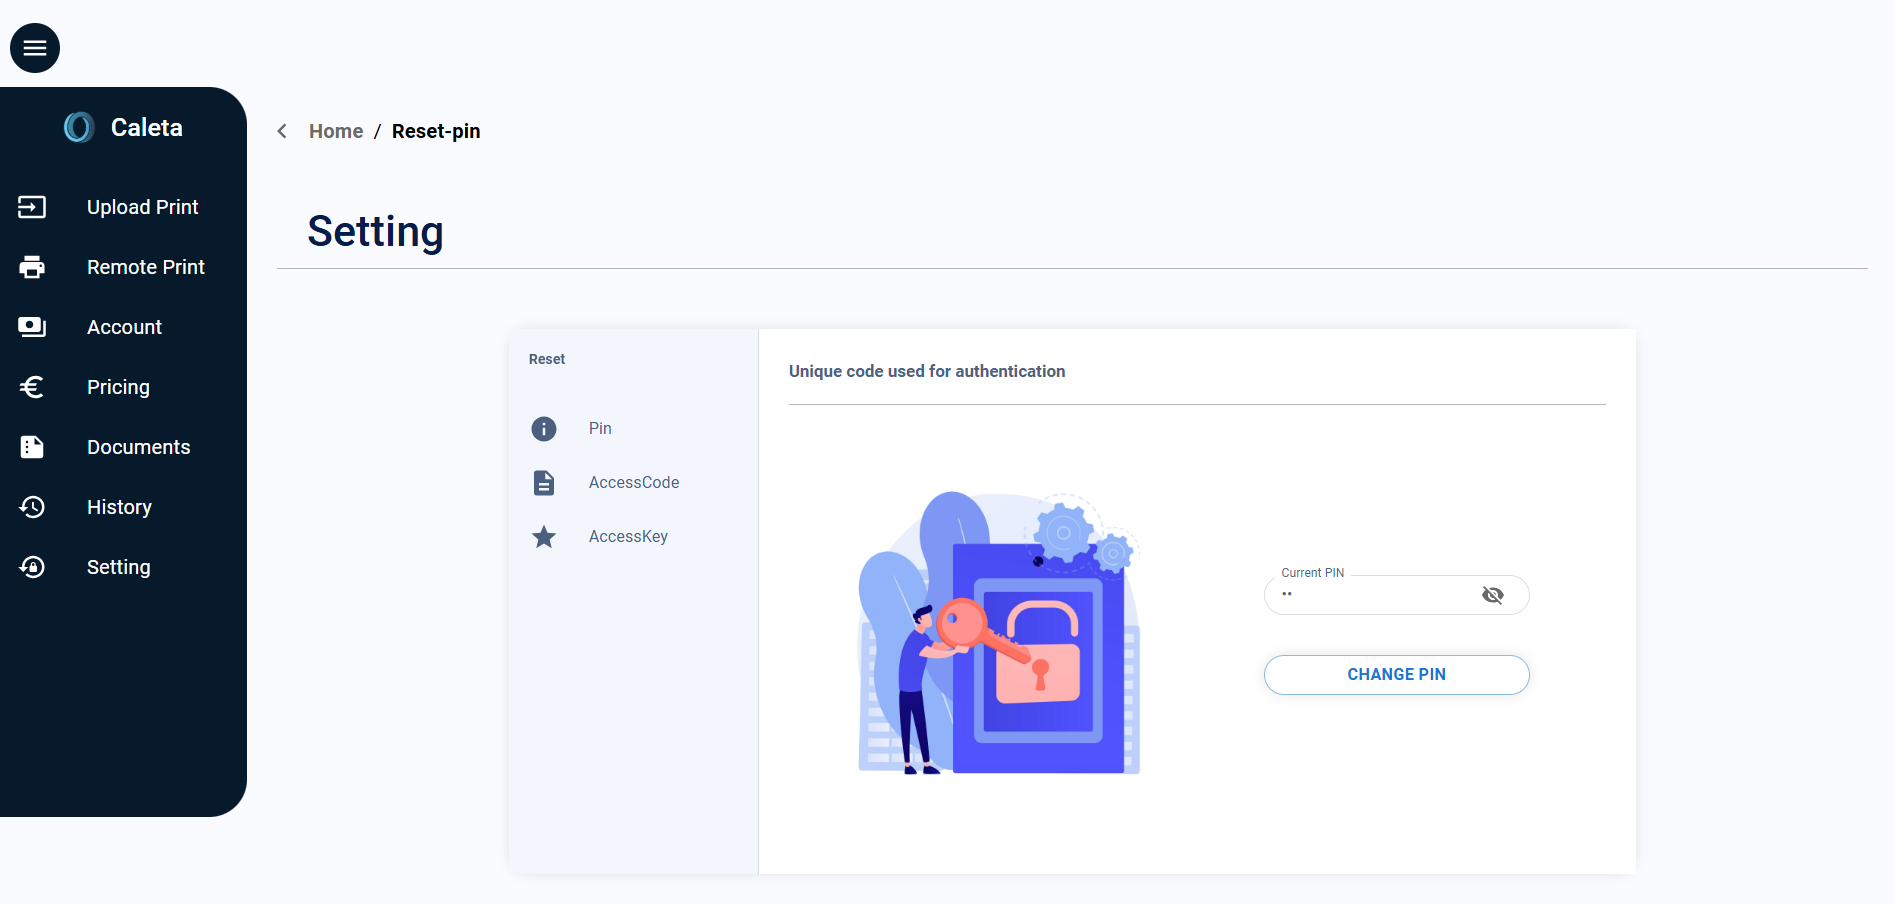 Caleta
Upload Print
Remote Print
Account
Pricing
Documents
History
Setting
Home / Reset-pin
Setting
Reset
Pin
AccessCode
AccessKey
Unique code used for authentication
Current PIN
••
CHANGE PIN